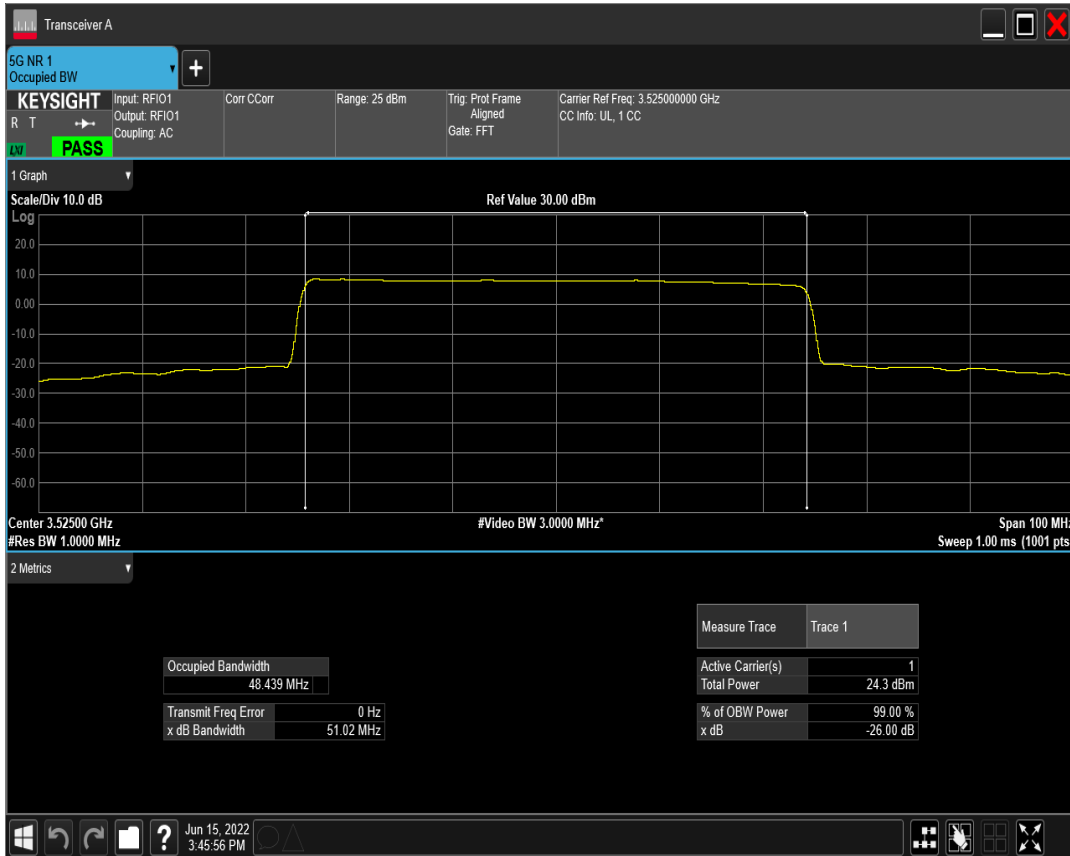 Transceiver A
5G NR 1
Occupied BW
+
KEYSIGHT
R T
LXI
PASS
Input: RFIO1
Output: RFIO1
Coupling: AC
Corr CCorr
Range: 25 dBm
Trig: Prot Frame
Aligned
Gate: FFT
Carrier Ref Freq: 3.525000000 GHz
CC Info: UL, 1 CC
1 Graph
Scale/Div 10.0 dB
Ref Value 30.00 dBm
Log
20.0
10.0
0.00
-10.0
-20.0
-30.0
-40.0
-50.0
-60.0
Center 3.52500 GHz
#Video BW 3.0000 MHz*
Span 100 MHz
#Res BW 1.0000 MHz
Sweep 1.00 ms (1001 pts
2 Metrics
Measure Trace Trace 1
Occupied Bandwidth
48.439 MHz
Active Carrier(s) 1
Total Power 24.3 dBm
Transmit Freq Error 0 Hz
x dB Bandwidth 51.02 MHz
% of OBW Power 99.00 %
x dB -26.00 dB
?
Jun 15, 2022
3:45:56 PM